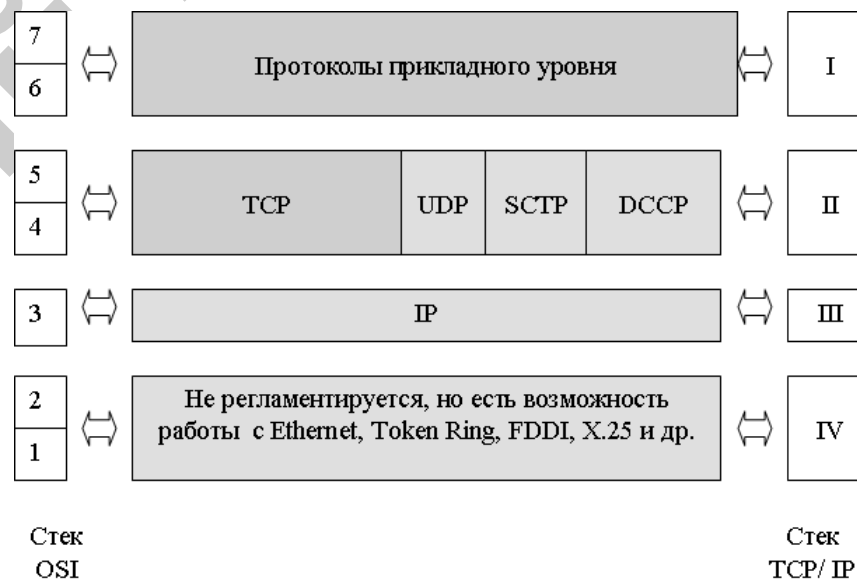 7
6
Протоколы прикладного уровня
I
5
4
TCP
UDP
SCTP
DCCP
II
3
IP
III
2
1
Не регламентируется, но есть возможность
работы с Ethernet, Token Ring, FDDI, X.25 и др.
IV
Стек
OSI
Стек
TCP/ IP